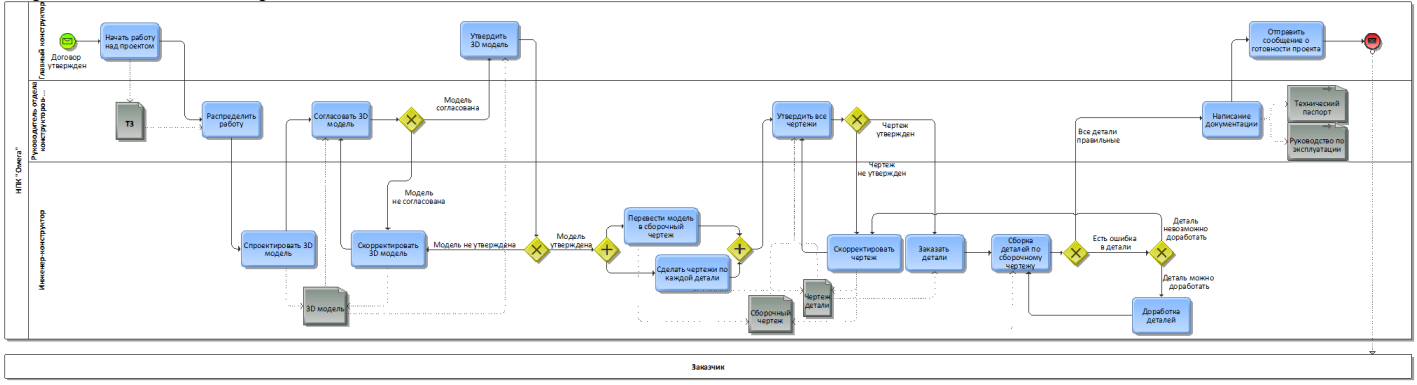 НПК "Омега"
Главный конструктор
Договор
утвержден
Начать работу
над проектом
Утвердить
3D модель
Отправить
сообщение о
готовности проекта
Руководитель отдела
конструкторов-...
ТЗ
Распределить
работу
Согласовать 3D
модель
Модель
согласована
Утвердить все
чертежи
Чертеж
утвержден
Все детали
правильные
Написание
документации
Технический
паспорт
Руководство по
эксплуатации
Инженер-конструктор
Модель
не согласована
Чертеж
не утвержден
Спроектировать 3D
модель
Скорректировать
3D модель
Модель не утверждена
Модель
утверждена
Перевести модель
в сборочный
чертеж
Сделать чертежи по
каждой детали
Скорректировать
чертеж
Заказать
детали
Сборка
деталей по
сборочному
чертежу
Есть ошибка
в детали
Деталь
невозможно
доработать
Деталь можно
доработать
Доработка
деталей
3D модель
Сборочный
чертеж
Чертеж
детали
Заказчик